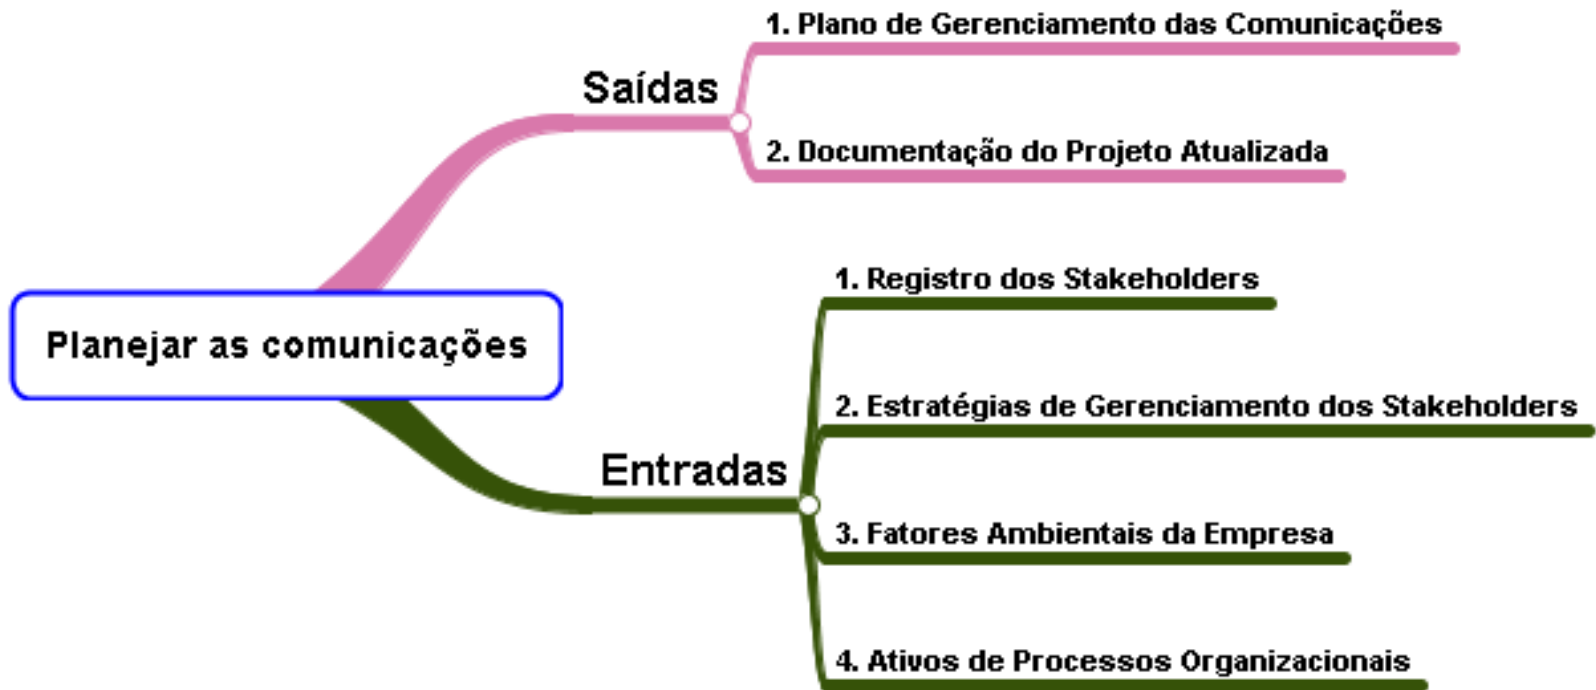 1. Plano de Gerenciamento das Comunicações
Saídas
2. Documentação do Projeto Atualizada
Planejar as comunicações
1. Registro dos Stakeholders
2. Estratégias de Gerenciamento dos Stakeholders
Entradas
3. Fatores Ambientais da Empresa
4. Ativos de Processos Organizacionais